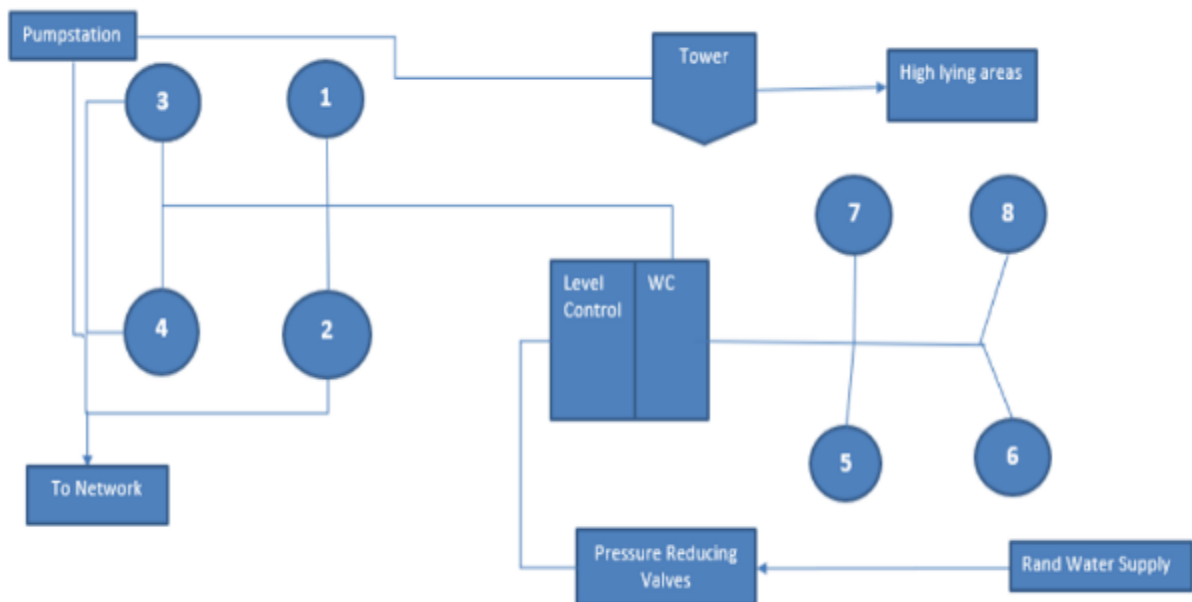 Pumpstation
Tower
High lying areas
3
1
7
8
Level
Control
WC
4
2
5
6
To Network
Pressure Reducing
Valves
Rand Water Supply